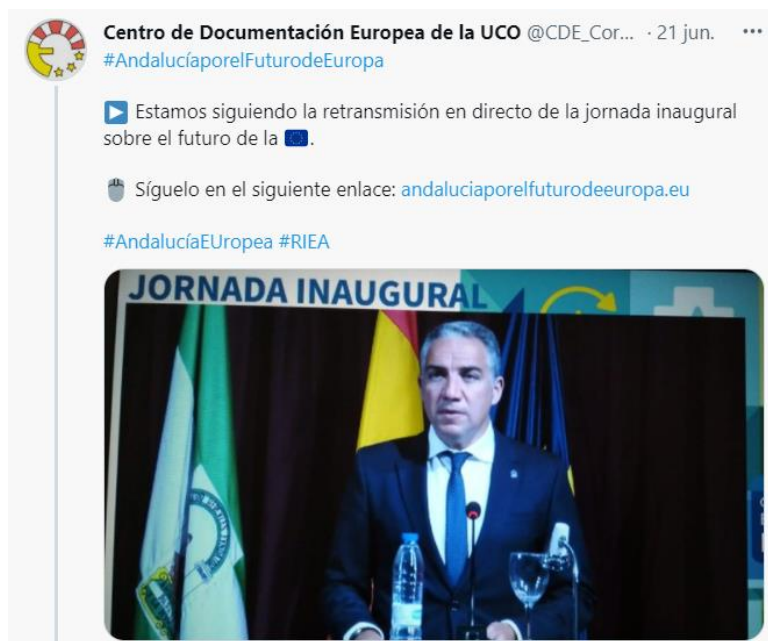 Centro de Documentación Europea de la UCO @CDE_Cor... · 21 jun.
#AndalucíaporelFuturodeEuropa
Estamos siguiendo la retransmisión en directo de la jornada inaugural
sobre el futuro de la 🇪🇺.
Síguelo en el siguiente enlace: andaluciaporelfuturodeeuropa.eu
#AndalucíaEUropea #RIEA
JORNADA INAUGURAL